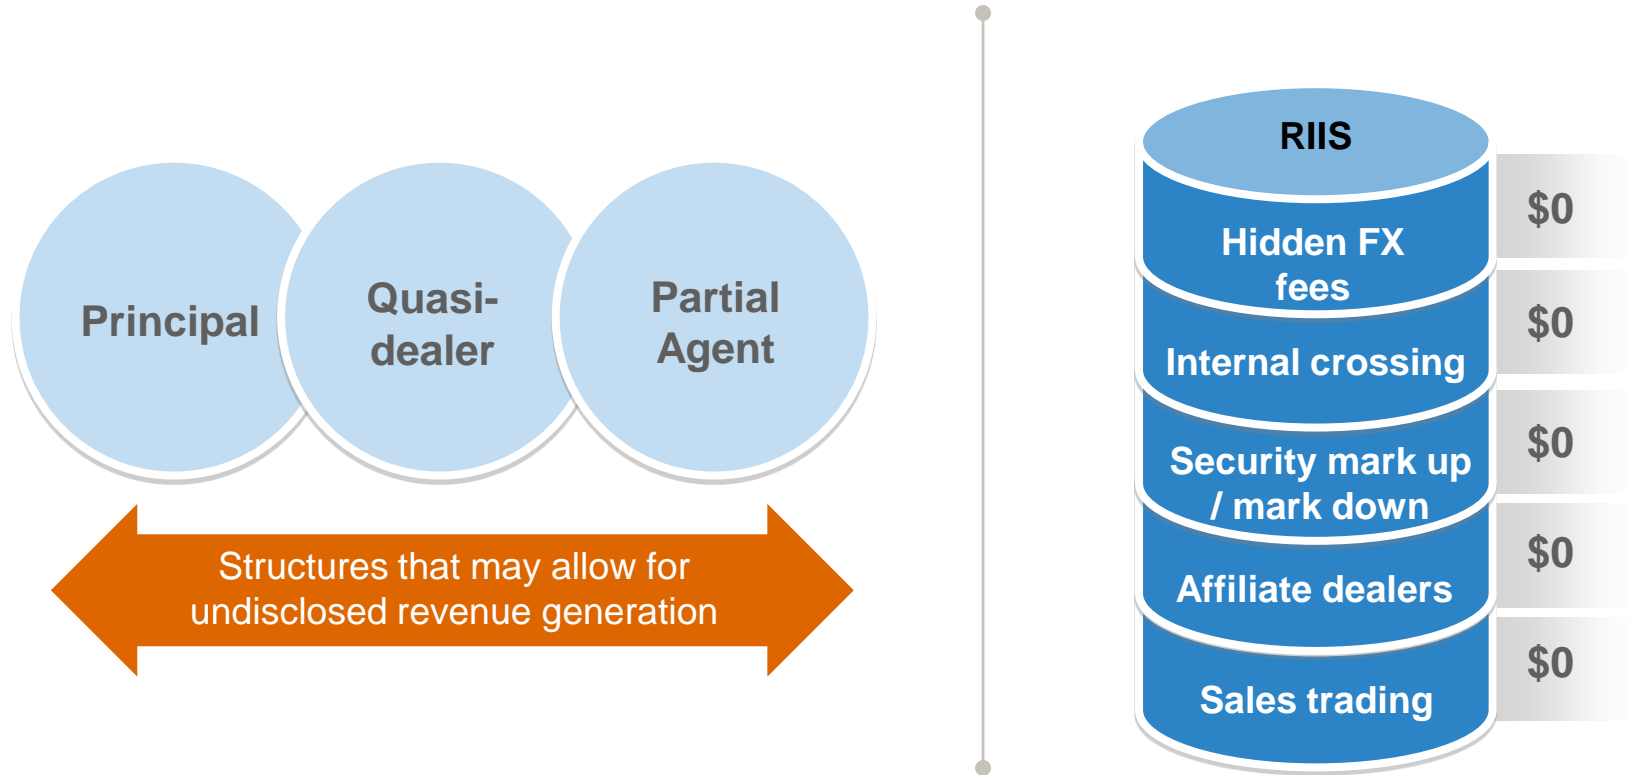 Principal
Quasi-
dealer
Partial
Agent
Structures that may allow for
undisclosed revenue generation
RIIS
Hidden FX
fees
$0
Internal crossing
$0
Security mark up
/ mark down
$0
Affiliate dealers
$0
Sales trading
$0